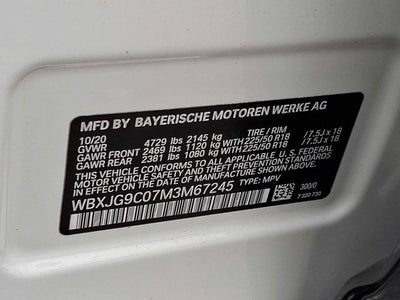 MFD BY BAYERISCHE MOTOREN WERKE AG
10/20 TIRE / RIM
GVWR 4729 lbs 2145 kg
GAWR FRONT 2469 lbs 1120 kg WITH 225/50 R18 /7.5J x 18
GAWR REAR 2381 lbs 1080 kg WITH 225/50 R18 /7.5J x 18
THIS VEHICLE CONFORMS TO ALL APPLICABLE U.S. FEDERAL
MOTOR VEHICLE SAFETY, BUMPER, AND THEFT PREVENTION STANDARDS
IN EFFECT ON THE DATE OF MANUFACTURE SHOWN ABOVE.
WBXJG9C07M3M67245 TYPE: MPV 300/0